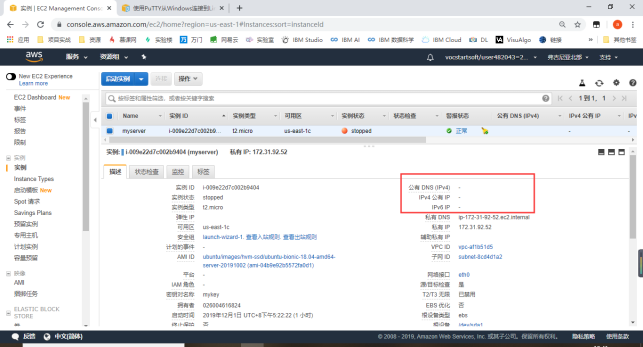 实例 | EC2 Management Cons
使用PuTTY从Windows连接到
console.aws.amazon.com/ec2/home?region=us-east-1#Instances:sort=instanceId
应用
项目实战
资源
慕课网
实验楼
万门
网易云
实验室
IBM Studio
IBM AI
IBM 数据科学
IBM Cloud
DL
VisuAlgo
链接
其他书签
aws
服务
资源组
vocstartsoft/user482043=2...
弗吉尼亚北部
支持
New EC2 Experience
Learn more
EC2 Dashboard New
事件
标签
报告
限制
实例
实例
Instance Types
启动模板 New
Spot 请求
Savings Plans
预留实例
专用主机
计划实例
容量预留
映像
AMI
捆绑任务
ELASTIC BLOCK
STORE
启动实例
连接
操作
按标签和属性筛选，或者按关键字搜索
1 到 1，1
Name 实例 ID 实例类型 可用区 实例状态 状态检查 警报状态 公有 DNS (IPv4) IPv4 公有 IP IPv
myserver i-009e22d7c002b9... t2.micro us-east-1c stopped 正常 - -
实例: i-009e22d7c002b9404 (myserver) 私有 IP: 172.31.92.52
描述 状态检查 监控 标签
实例 ID i-009e22d7c002b9404 公有 DNS (IPv4) -
实例状态 stopped IPv4 公有 IP -
实例类型 t2.micro IPv6 IP -
弹性 IP 私有 DNS ip-172-31-92-52.ec2.internal
可用区 us-east-1c 私有 IP 172.31.92.52
安全组 launch-wizard-1. 查看入站规则. 查看出站规则 辅助私有 IP
计划的事件 - VPC ID vpc-af1b51d5
AMI ID ubuntu/images/hvm-ssd/ubuntu-bionic-18.04-amd64-server-20191002 (ami-04b9e92b5572fa0d1) 子网 ID subnet-8cd4d1a2
平台 - 网络接口 eth0
IAM 角色 - 源/目标检查 是
密钥对名称 mykey T2/T3 无限 已禁用
拥有者 026004616824 EBS 优化 否
启动时间 2019年12月1日 UTC+8下午5:22:22 (1 小时) 根设备类型 ebs
终止保护 否 根设备 /dev/sda1
反馈 中文(简体) © 2008 - 2019, Amazon Web Services, Inc. 或其子公司。保留所有权利。 隐私策略 使用条款